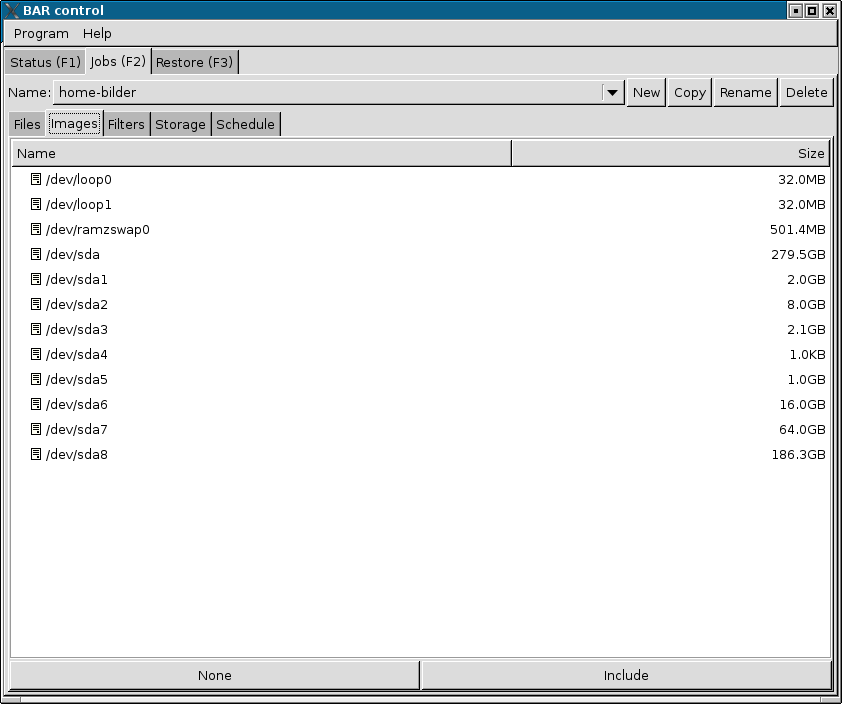 BAR control
Program Help
Status (F1) Jobs (F2) Restore (F3)
Name: home-bilder New Copy Rename Delete
Files Images Filters Storage Schedule
Name Size
/dev/loop0 32.0MB
/dev/loop1 32.0MB
/dev/ramzswap0 501.4MB
/dev/sda 279.5GB
/dev/sda1 2.0GB
/dev/sda2 8.0GB
/dev/sda3 2.1GB
/dev/sda4 1.0KB
/dev/sda5 1.0GB
/dev/sda6 16.0GB
/dev/sda7 64.0GB
/dev/sda8 186.3GB
None Include